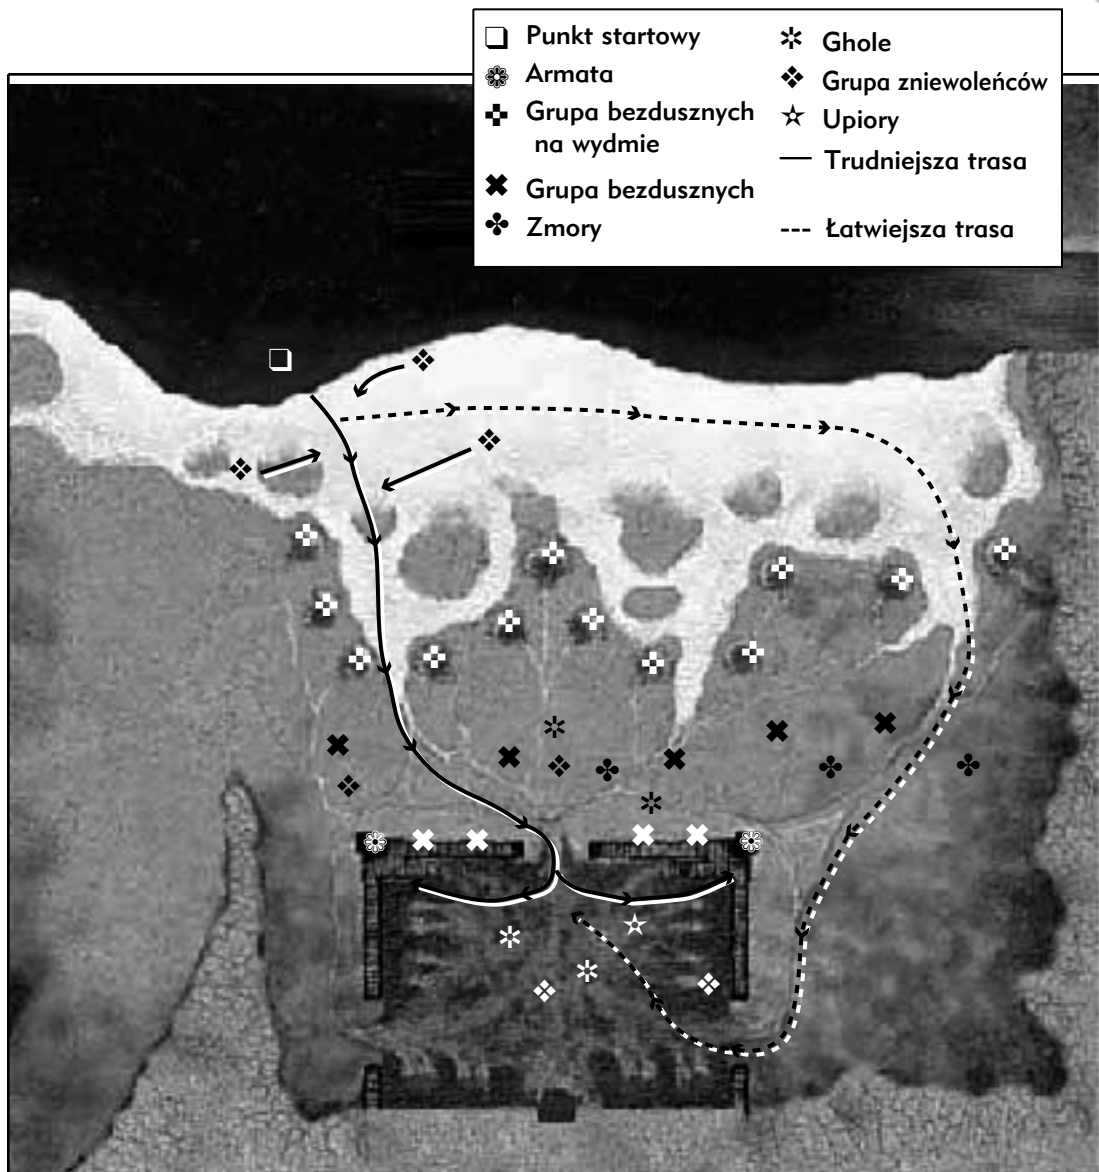 Punkt startowy
Armata
Grupa bezdusznych
na wydmie
Grupa bezdusznych
Zmory
Ghole
Grupa zniewoleńców
Upiory
Trudniejsza trasa
Łatwiejsza trasa